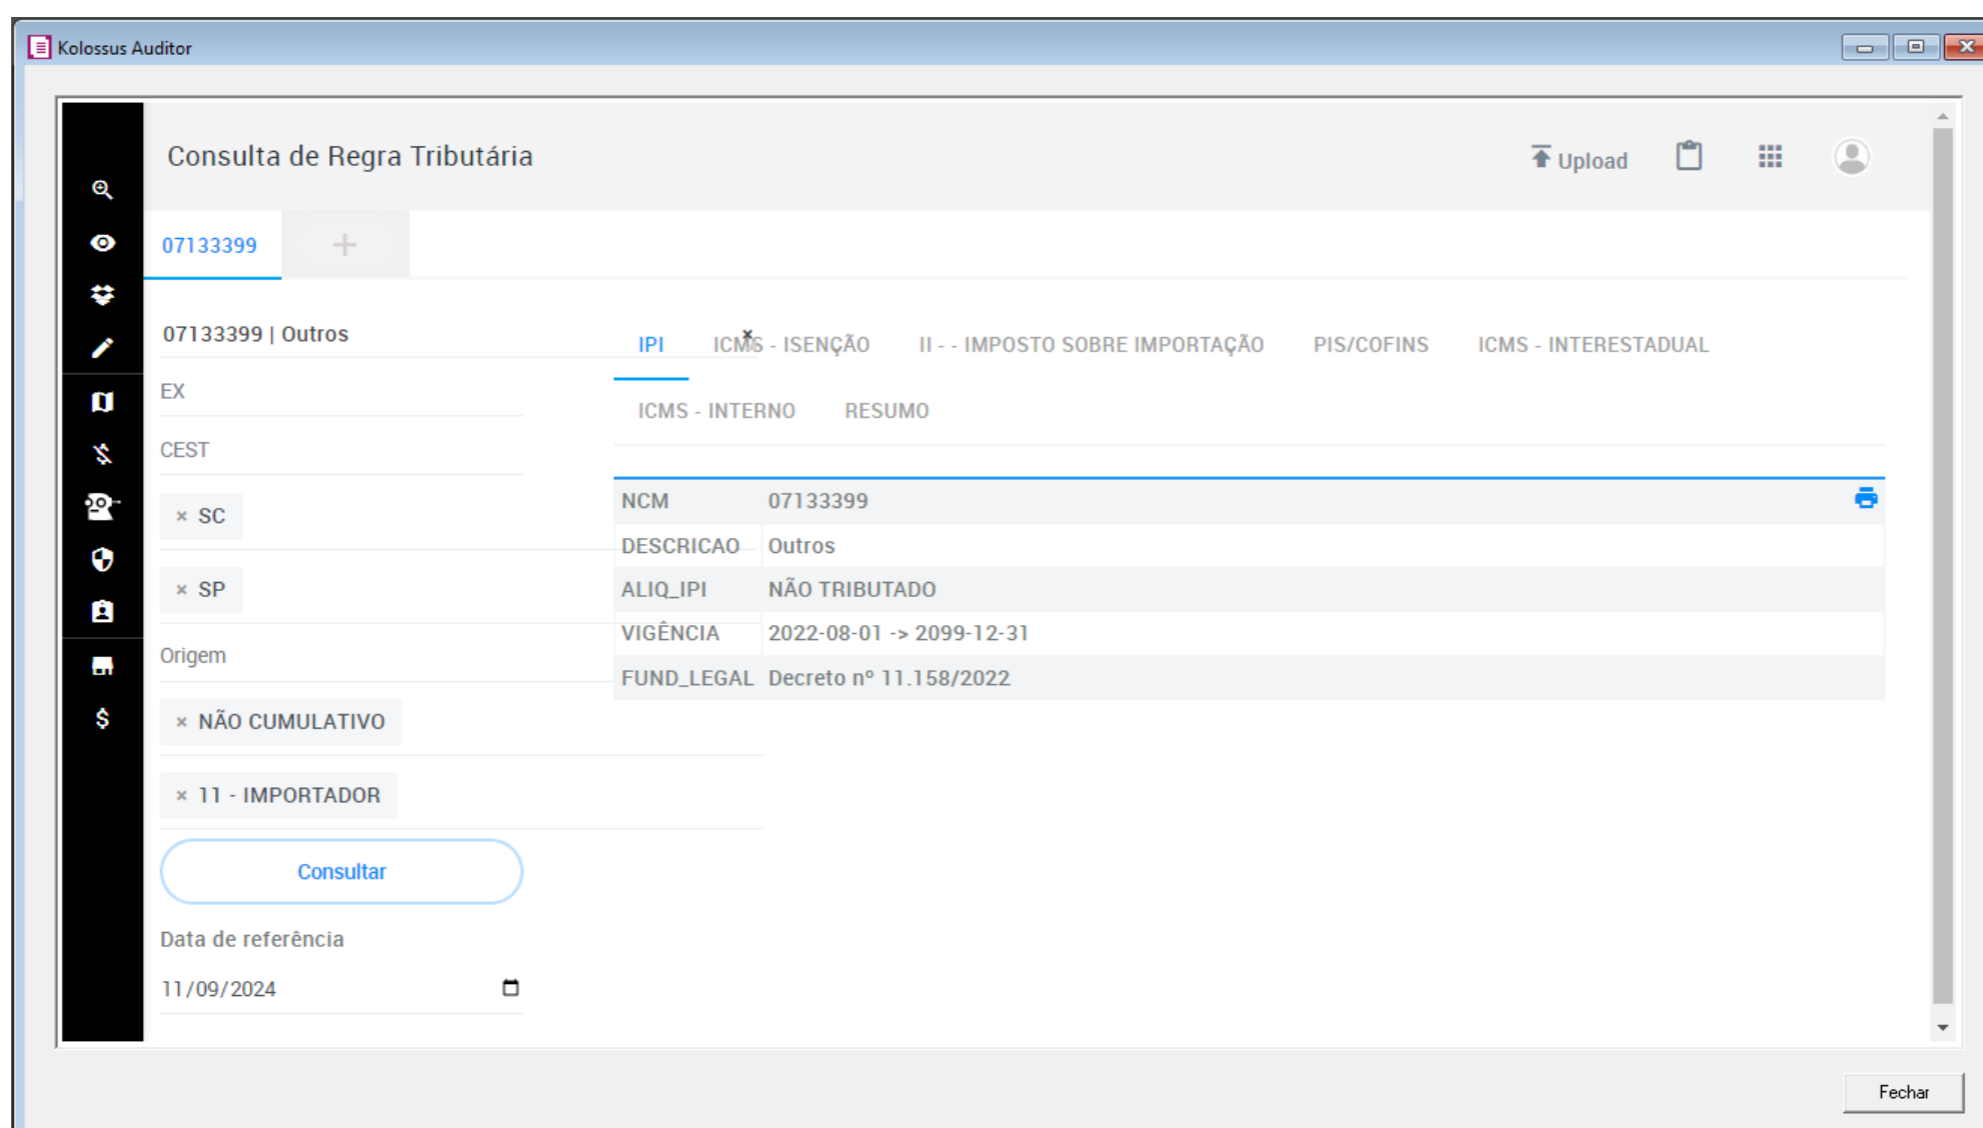 Kolossus Auditor
Consulta de Regra Tributária
Upload
07133399
+
07133399 | Outros
EX
CEST
× SC
× SP
Origem
× NÃO CUMULATIVO
× 11 - IMPORTADOR
Consultar
Data de referência
11/09/2024
IPI ICMS - ISENÇÃO II - - IMPOSTO SOBRE IMPORTAÇÃO PIS/COFINS ICMS - INTERESTADUAL
ICMS - INTERNO RESUMO
NCM 07133399
DESCRICAO Outros
ALIQ_IPI NÃO TRIBUTADO
VIGÊNCIA 2022-08-01 -> 2099-12-31
FUND_LEGAL Decreto nº 11.158/2022
Fechar